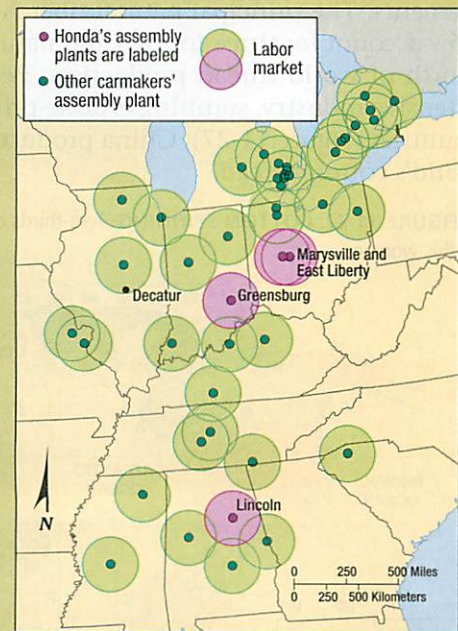 Honda's assembly
plants are labeled
Other carmakers'
assembly plant
Labor
market
Marysville and
East Liberty
Decatur
Greensburg
Lincoln
N
0 250 500 Miles
0 250 500 Kilometers